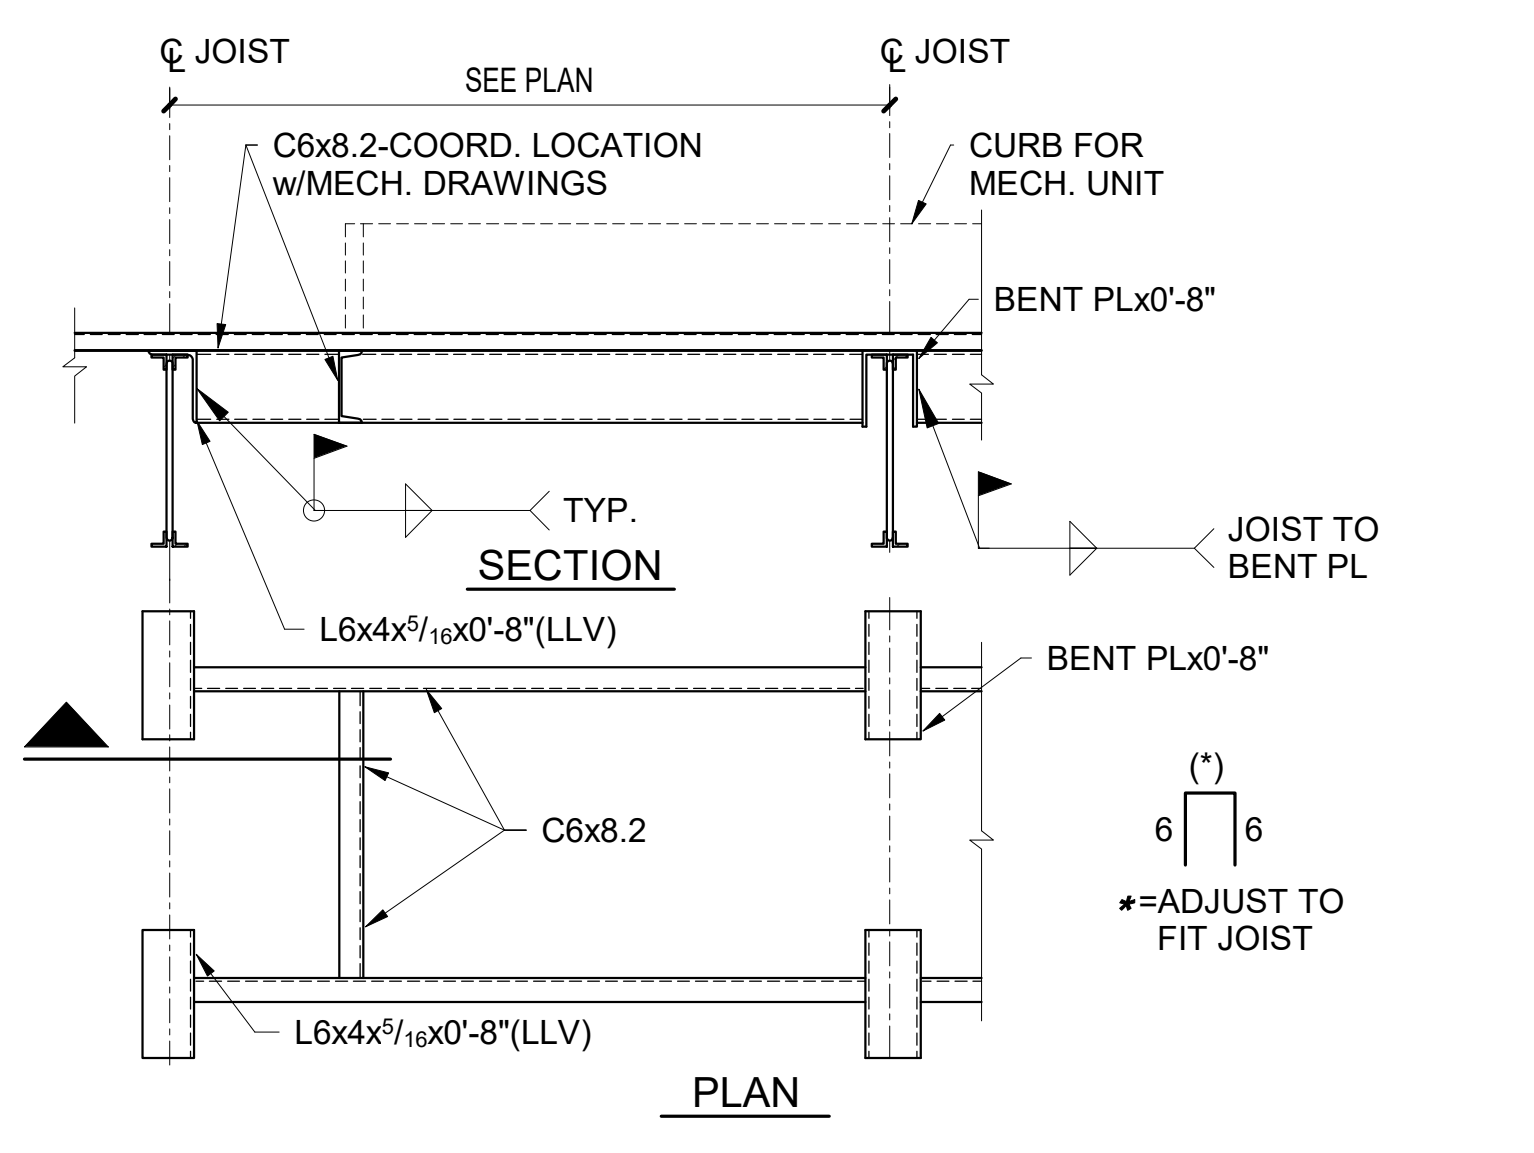 ℄ JOIST
℄ JOIST
SEE PLAN
C6x8.2-COORD. LOCATION
w/MECH. DRAWINGS
CURB FOR
MECH. UNIT
BENT PLx0'-8"
TYP.
JOIST TO
BENT PL
SECTION
L6x4x5/16x0'-8"(LLV)
BENT PLx0'-8"
(*)
6
6
C6x8.2
*=ADJUST TO
FIT JOIST
L6x4x5/16x0'-8"(LLV)
PLAN